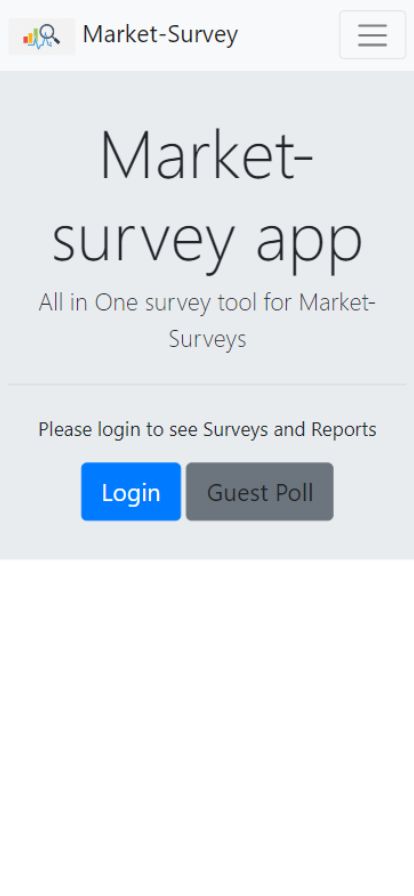 Market-Survey
Market-
survey app
All in One survey tool for Market-
Surveys
Please login to see Surveys and Reports
Login
Guest Poll